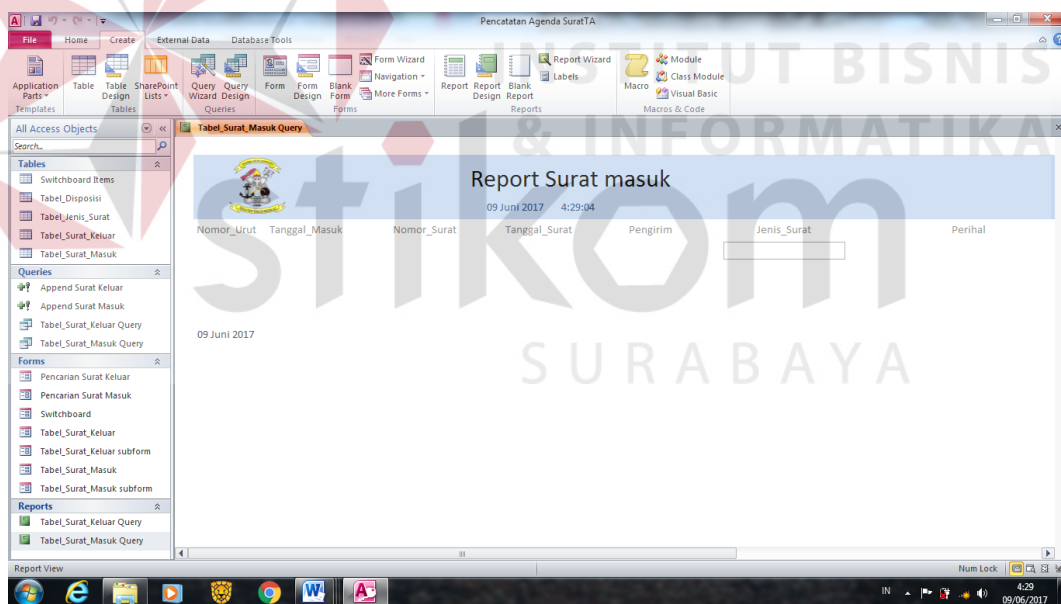 Pencatatan Agenda SuratTA
File Home Create External Data Database Tools
Application Parts Table Table Design SharePoint Lists Query Wizard Query Design Form Form Design Blank Form Form Wizard Navigation More Forms Report Report Design Blank Report Report Wizard Labels Macro Module Class Module Visual Basic
Templates Tables Queries Forms Reports Macros & Code
INSTITUT BISNIS
& INFORMATIKA
stikom
SURABAYA
All Access Objects
Search...
Tables
Switchboard Items
Tabel_Disposisi
Tabel_Jenis_Surat
Tabel_Surat_Keluar
Tabel_Surat_Masuk
Queries
Append Surat Keluar
Append Surat Masuk
Tabel_Surat_Keluar Query
Tabel_Surat_Masuk Query
Forms
Pencarian Surat Keluar
Pencarian Surat Masuk
Switchboard
Tabel_Surat_Keluar
Tabel_Surat_Keluar subform
Tabel_Surat_Masuk
Tabel_Surat_Masuk subform
Reports
Tabel_Surat_Keluar Query
Tabel_Surat_Masuk Query
Tabel_Surat_Masuk Query
Report Surat masuk
09 Juni 2017 4:29:04
Nomor_Urut Tanggal_Masuk Nomor_Surat Tanggal_Surat Pengirim Jenis_Surat Perihal
09 Juni 2017
Report View Num Lock
IN 4:29
09/06/2017